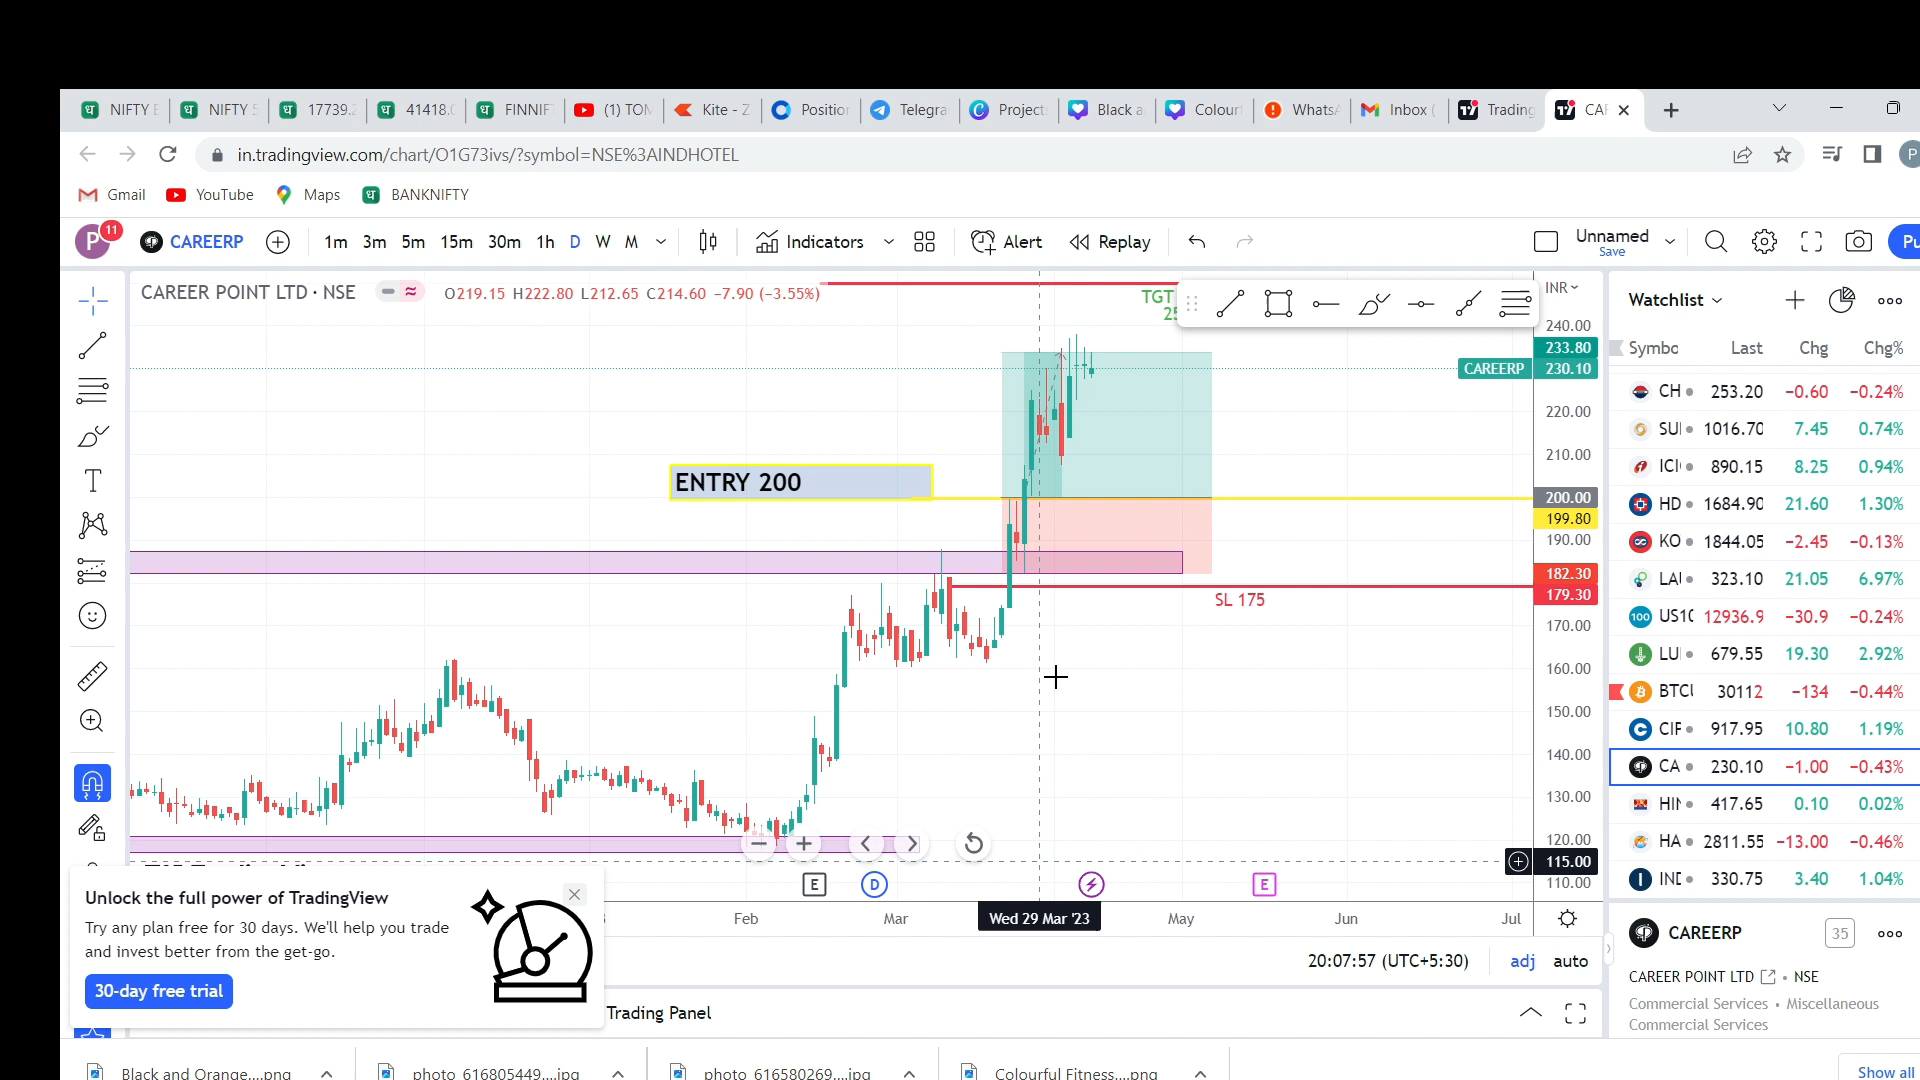 NIFTY
NIFTY
17739.2
41418.0
FINNIF
(1) TOM
Kite - Z
Position
Telegra
Project
Black a
Colour
Whats
Inbox (
Trading
CAF
in.tradingview.com/chart/O1G73ivs/?symbol=NSE%3AINDHOTEL
P
Gmail
YouTube
Maps
BANKNIFTY
P 11
CAREERP
1m 3m 5m 15m 30m 1h D W M
Indicators
Alert
Replay
Unnamed
Save
Pu
CAREER POINT LTD · NSE
O219.15 H222.80 L212.65 C214.60 −7.90 (−3.55%)
TGT
25
INR
240.00
233.80
CAREERP 230.10
220.00
210.00
ENTRY 200
200.00
199.80
190.00
182.30
179.30
SL 175
170.00
160.00
150.00
140.00
130.00
120.00
115.00
110.00
E
D
E
Feb
Mar
Wed 29 Mar '23
May
Jun
Jul
20:07:57 (UTC+5:30)
adj
auto
Trading Panel
Unlock the full power of TradingView
Try any plan free for 30 days. We'll help you trade
and invest better from the get-go.
30-day free trial
Watchlist
Symbo Last Chg Chg%
CH 253.20 −0.60 −0.24%
SUI 1016.70 7.45 0.74%
ICI 890.15 8.25 0.94%
HD 1684.90 21.60 1.30%
KO 1844.05 −2.45 −0.13%
LAI 323.10 21.05 6.97%
100 US10 12936.9 −30.9 −0.24%
LU 679.55 19.30 2.92%
BTCU 30112 −134 −0.44%
CIP 917.95 10.80 1.19%
CA 230.10 −1.00 −0.43%
HIN 417.65 0.10 0.02%
HA 2811.55 −13.00 −0.46%
IND 330.75 3.40 1.04%
CAREERP
35
CAREER POINT LTD • NSE
Commercial Services • Miscellaneous
Commercial Services
Black and Orange....png
photo_616805449....jpg
photo_616580269....jpg
Colourful Fitness....png
Show all